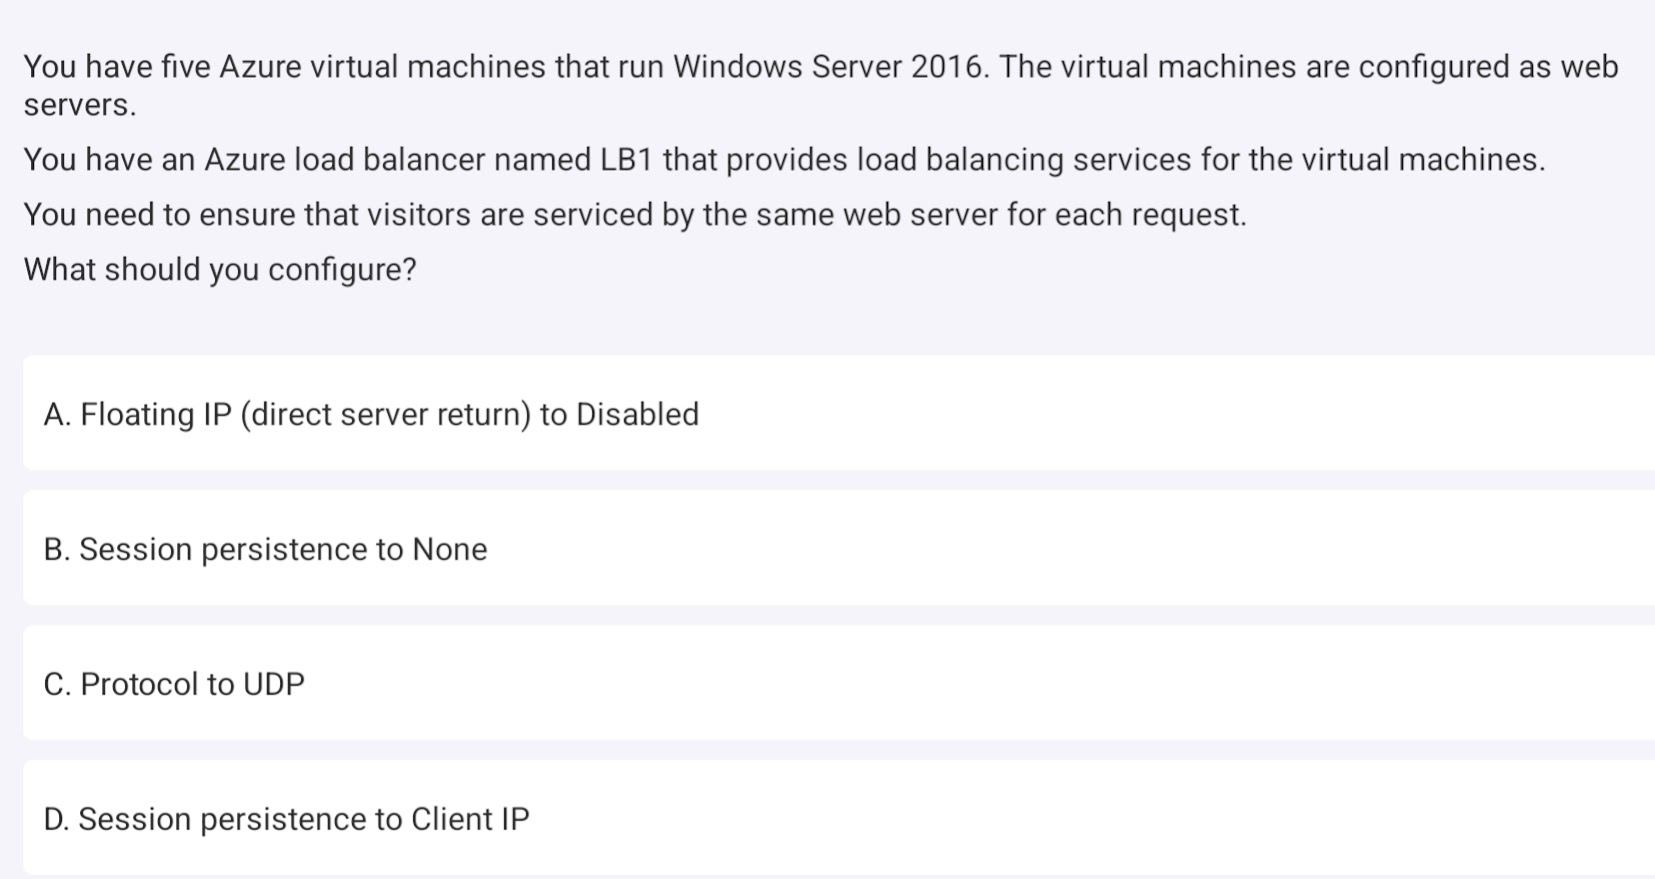 You have five Azure virtual machines that run Windows Server 2016. The virtual machines are configured as web
servers.
You have an Azure load balancer named LB1 that provides load balancing services for the virtual machines.
You need to ensure that visitors are serviced by the same web server for each request.
What should you configure?
A. Floating IP (direct server return) to Disabled
B. Session persistence to None
C. Protocol to UDP
D. Session persistence to Client IP